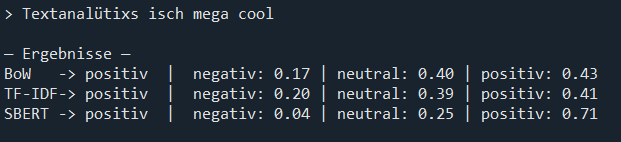 > Textanalütixs isch mega cool
— Ergebnisse —
BoW -> positiv | negativ: 0.17 | neutral: 0.40 | positiv: 0.43
TF-IDF-> positiv | negativ: 0.20 | neutral: 0.39 | positiv: 0.41
SBERT -> positiv | negativ: 0.04 | neutral: 0.25 | positiv: 0.71